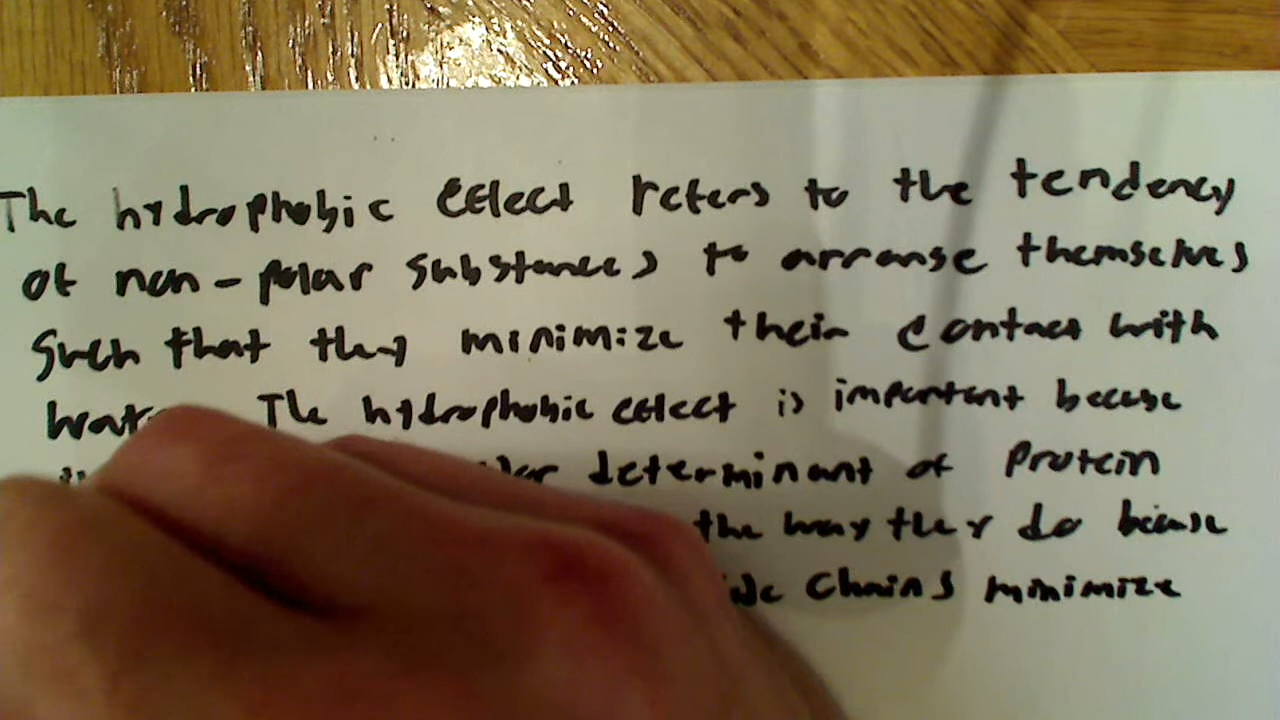 The hydrophobic effect refers to the tendency
of non-polar substances to arrange themselves
such that they minimize their contact with
The hydrophobic effect is important because
determinant of protein
the way they do because
chains minimize